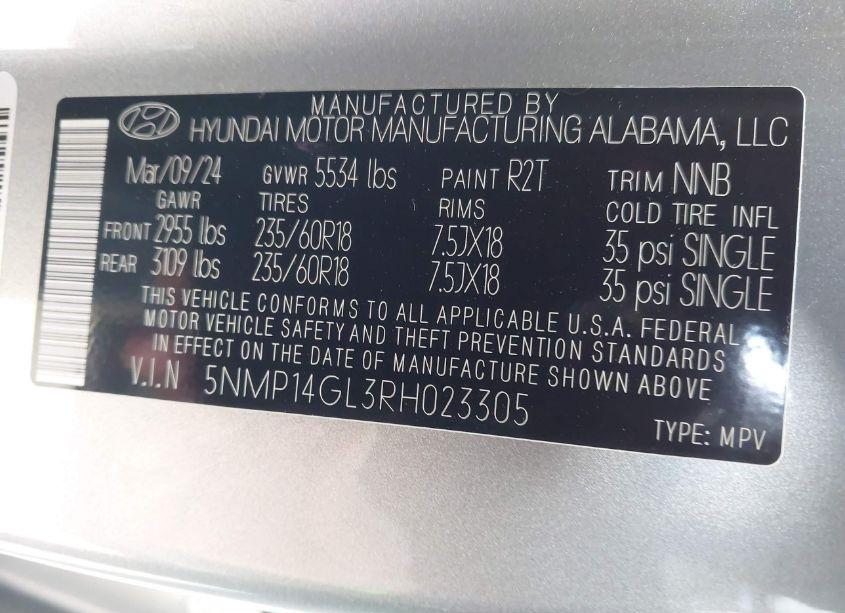 MANUFACTURED BY
HYUNDAI MOTOR MANUFACTURING ALABAMA, LLC
Mar/09/24 GVWR 5534 lbs PAINT R2T TRIM NNB
GAWR TIRES RIMS COLD TIRE INFL
FRONT 2955 lbs 235/60R18 7.5JX18 35 psi SINGLE
REAR 3109 lbs 235/60R18 7.5JX18 35 psi SINGLE
THIS VEHICLE CONFORMS TO ALL APPLICABLE U.S.A. FEDERAL
MOTOR VEHICLE SAFETY AND THEFT PREVENTION STANDARDS
IN EFFECT ON THE DATE OF MANUFACTURE SHOWN ABOVE
V.I.N 5NMP14GL3RH023305
TYPE: MPV